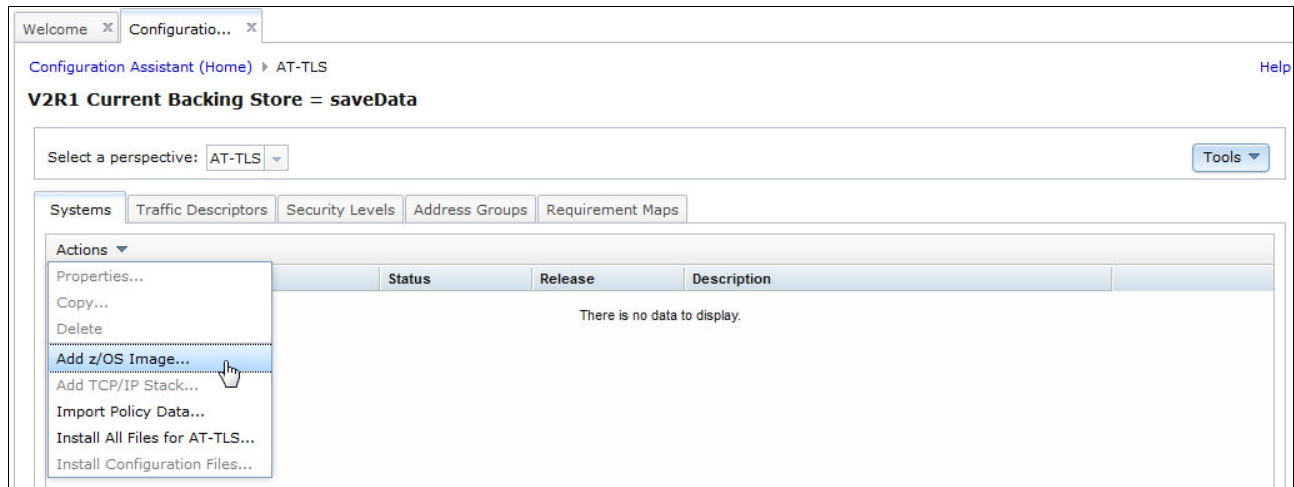 Welcome x Configuratio... x
Configuration Assistant (Home) AT-TLS Help
V2R1 Current Backing Store = saveData
Select a perspective: AT-TLS Tools
Systems Traffic Descriptors Security Levels Address Groups Requirement Maps
Actions
Properties... Status Release Description
Copy... There is no data to display.
Delete
Add z/OS Image...
Add TCP/IP Stack...
Import Policy Data...
Install All Files for AT-TLS...
Install Configuration Files...